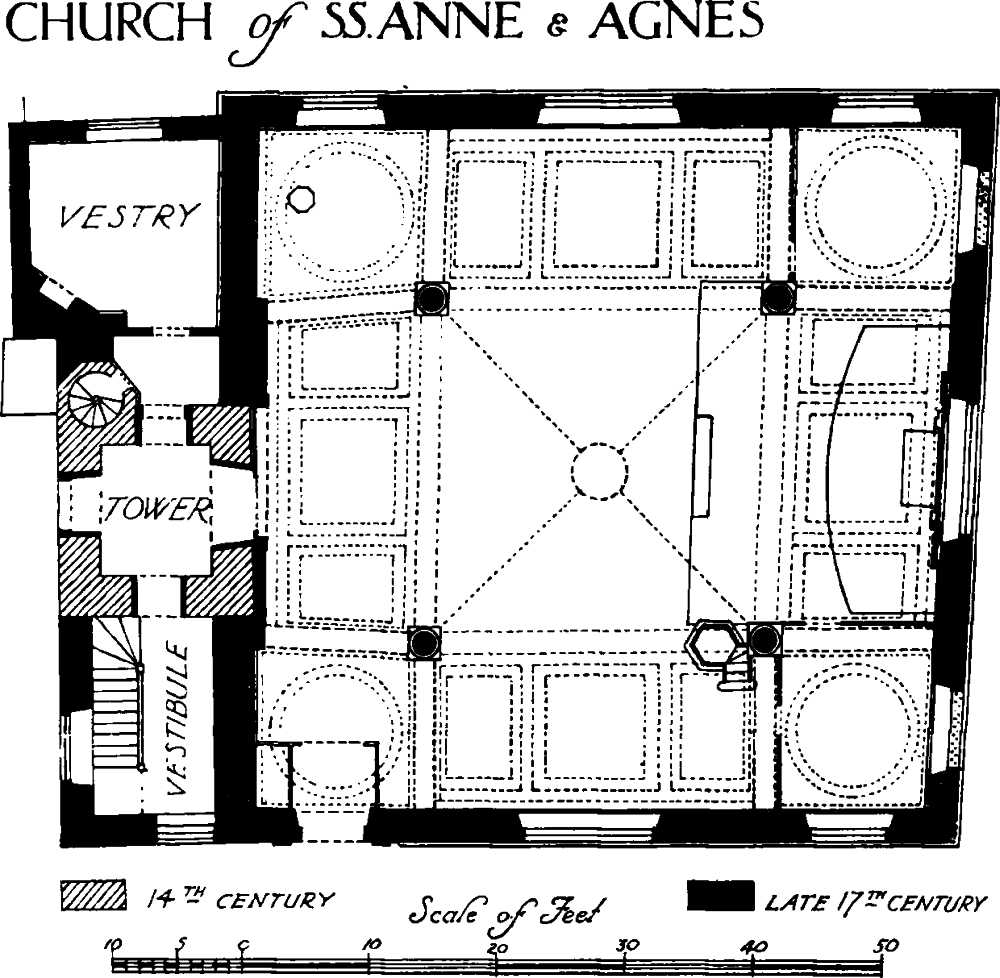 CHURCH of SS. ANNE & AGNES
VESTRY
TOWER
VESTIBULE
14TH CENTURY
Scale of Feet
LATE 17TH CENTURY
10 5 0 10 20 30 40 50